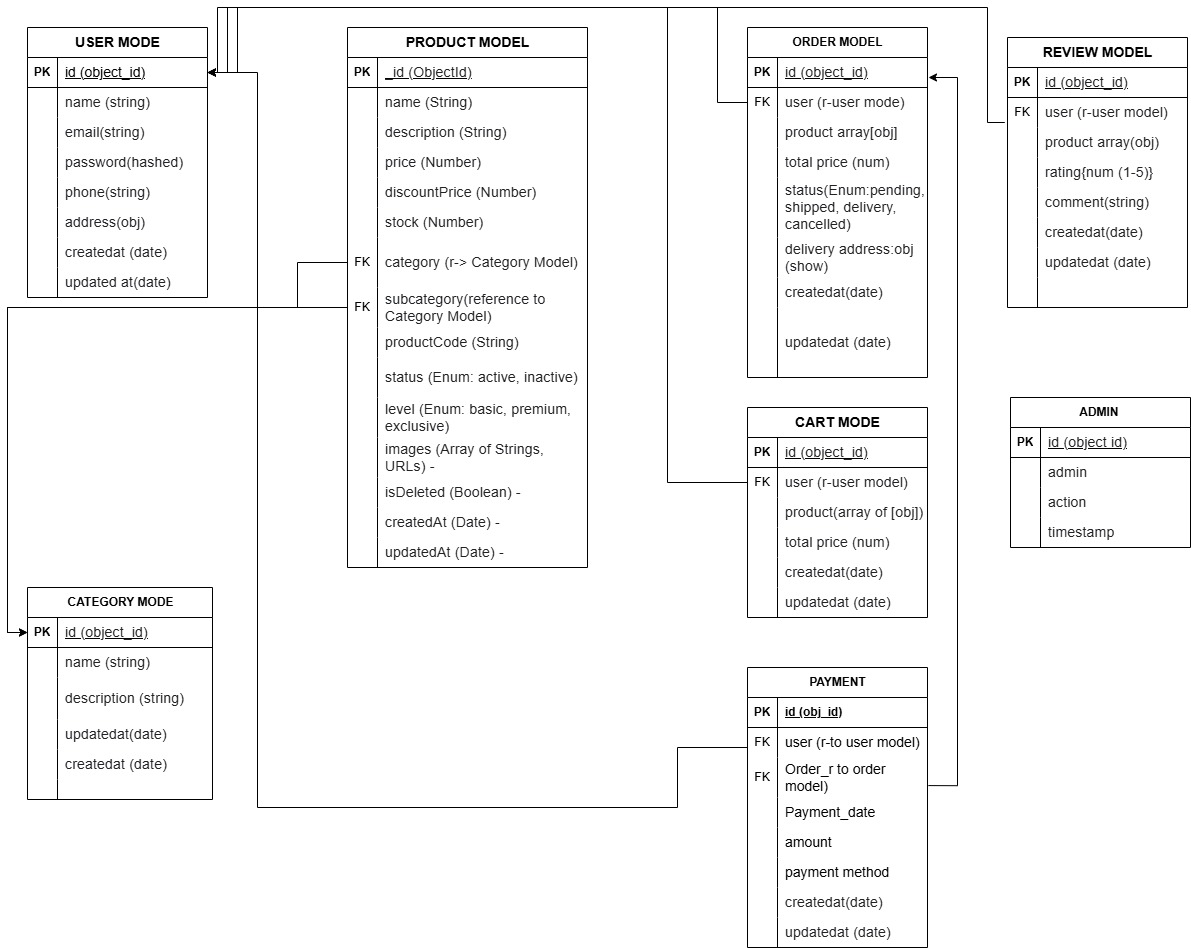 USER MODE
PK id (object_id)
name (string)
email(string)
password(hashed)
phone(string)
address(obj)
createdat (date)
updated at(date)
PRODUCT MODEL
PK _id (ObjectId)
name (String)
description (String)
price (Number)
discountPrice (Number)
stock (Number)
FK category (r-> Category Model)
FK subcategory(reference to
Category Model)
productCode (String)
status (Enum: active, inactive)
level (Enum: basic, premium,
exclusive)
images (Array of Strings,
URLs) -
isDeleted (Boolean) -
createdAt (Date) -
updatedAt (Date) -
ORDER MODEL
PK id (object_id)
FK user (r-user mode)
product array[obj]
total price (num)
status(Enum:pending,
shipped, delivery,
cancelled)
delivery address:obj
(show)
createdat(date)
updatedat (date)
REVIEW MODEL
PK id (object_id)
FK user (r-user model)
product array(obj)
rating{num (1-5)}
comment(string)
createdat(date)
updatedat (date)
CART MODE
PK id (object_id)
FK user (r-user model)
product(array of [obj])
total price (num)
createdat(date)
updatedat (date)
ADMIN
PK id (object id)
admin
action
timestamp
CATEGORY MODE
PK id (object_id)
name (string)
description (string)
updatedat(date)
createdat (date)
PAYMENT
PK id (obj_id)
FK user (r-to user model)
FK Order_r to order
model)
Payment_date
amount
payment method
createdat(date)
updatedat (date)